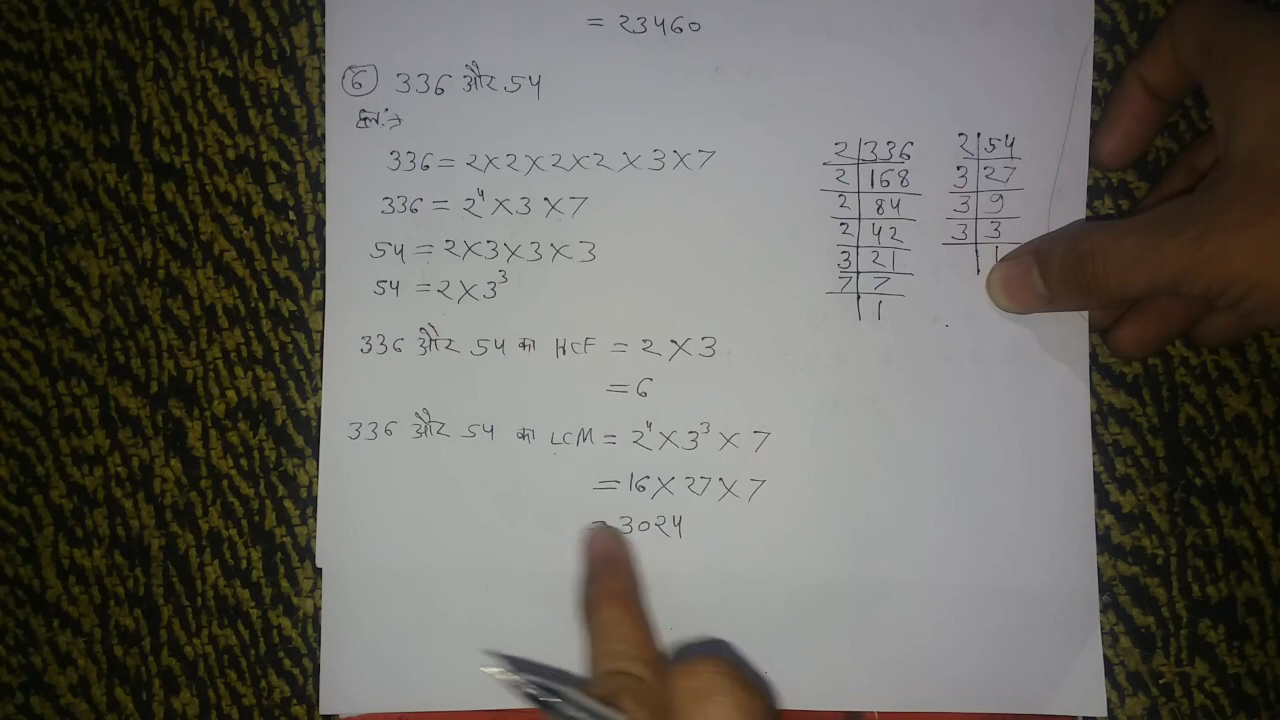 = 23460
6 336 और 54
हल:→
336 = 2×2×2×2×3×7
336 = 2⁴×3×7
54 = 2×3×3×3
54 = 2×3³
336 और 54 का HCF = 2×3
= 6
336 और 54 का LCM = 2⁴×3³×7
= 16×27×7
= 3024
2 | 336
2 | 168
2 | 84
2 | 42
3 | 21
7 | 7
| 1
2 | 54
3 | 27
3 | 9
3 | 3
| 1